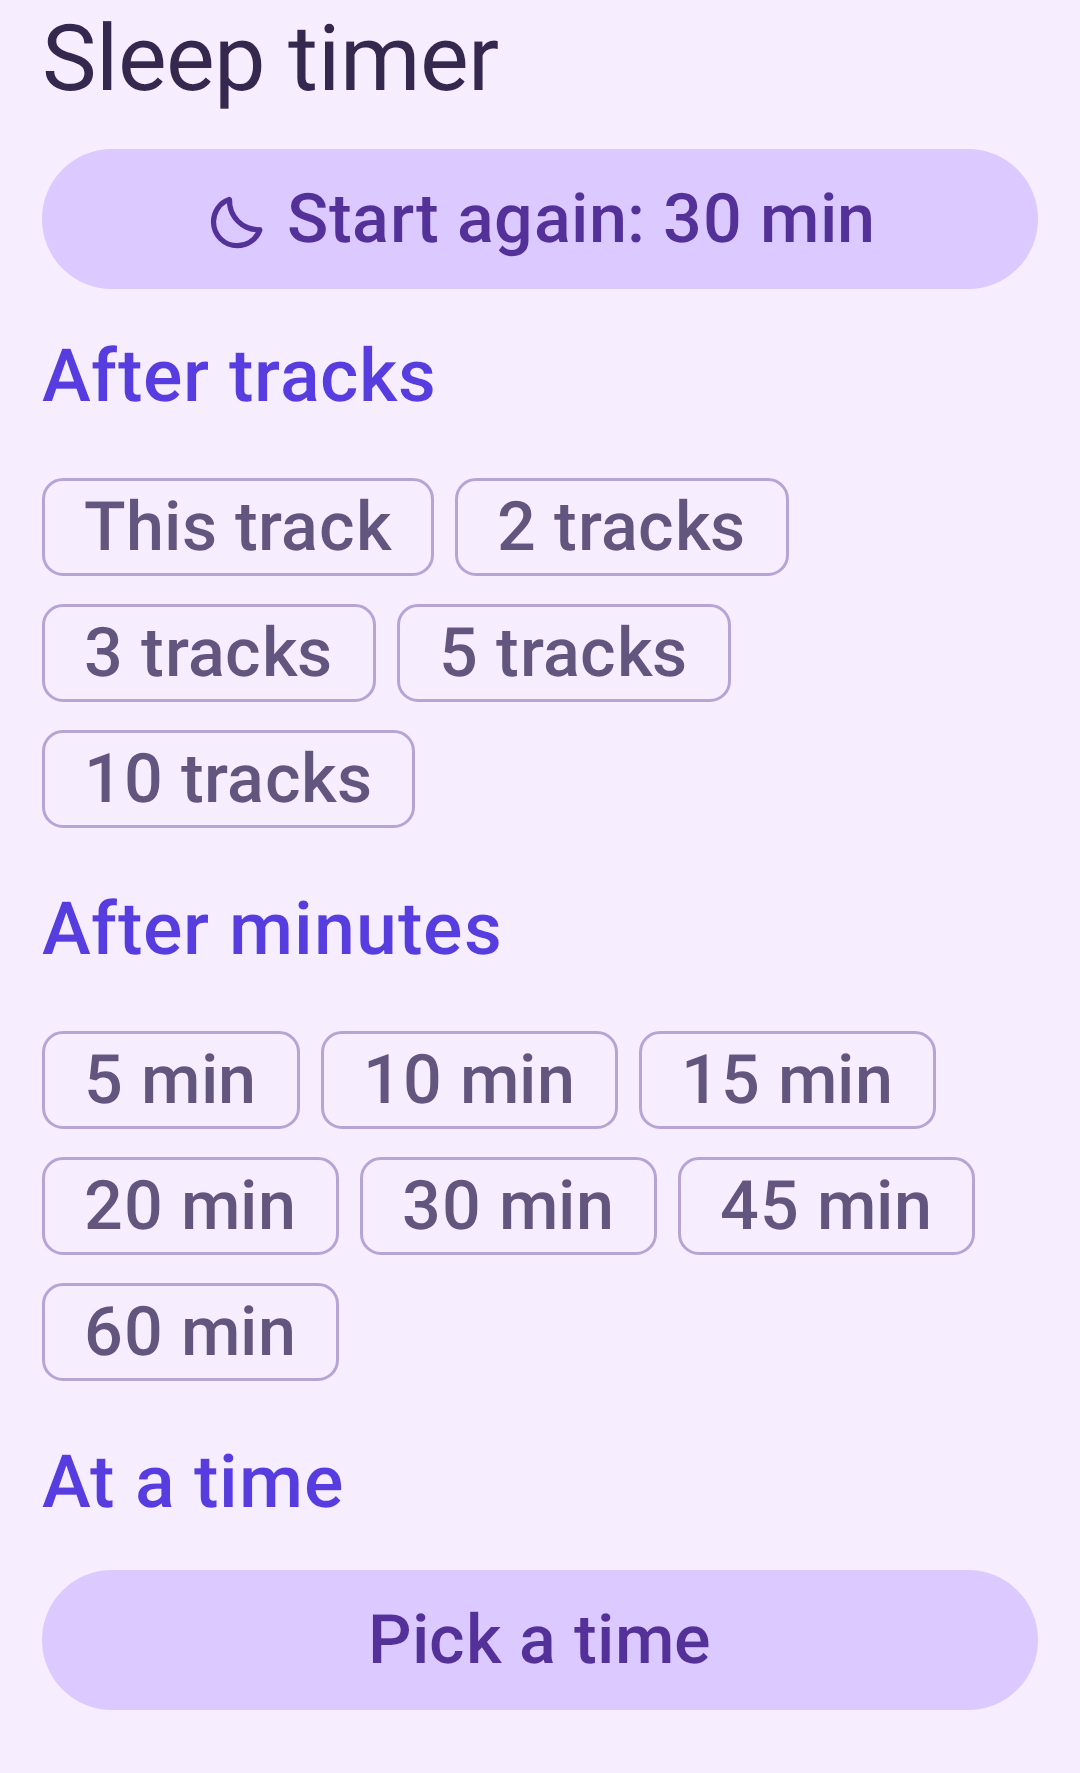 Sleep timer
Start again: 30 min
After tracks
This track 2 tracks
3 tracks 5 tracks
10 tracks
After minutes
5 min 10 min 15 min
20 min 30 min 45 min
60 min
At a time
Pick a time